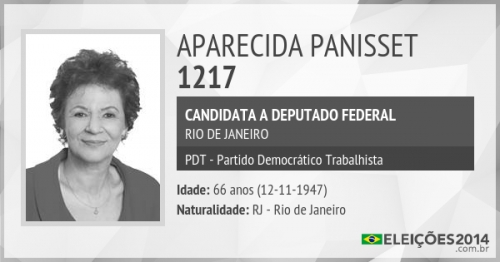 APARECIDA PANISSET
1217
CANDIDATA A DEPUTADO FEDERAL
RIO DE JANEIRO
PDT - Partido Democrático Trabalhista
Idade: 66 anos (12-11-1947)
Naturalidade: RJ - Rio de Janeiro
ELEIÇÕES2014
.com.br